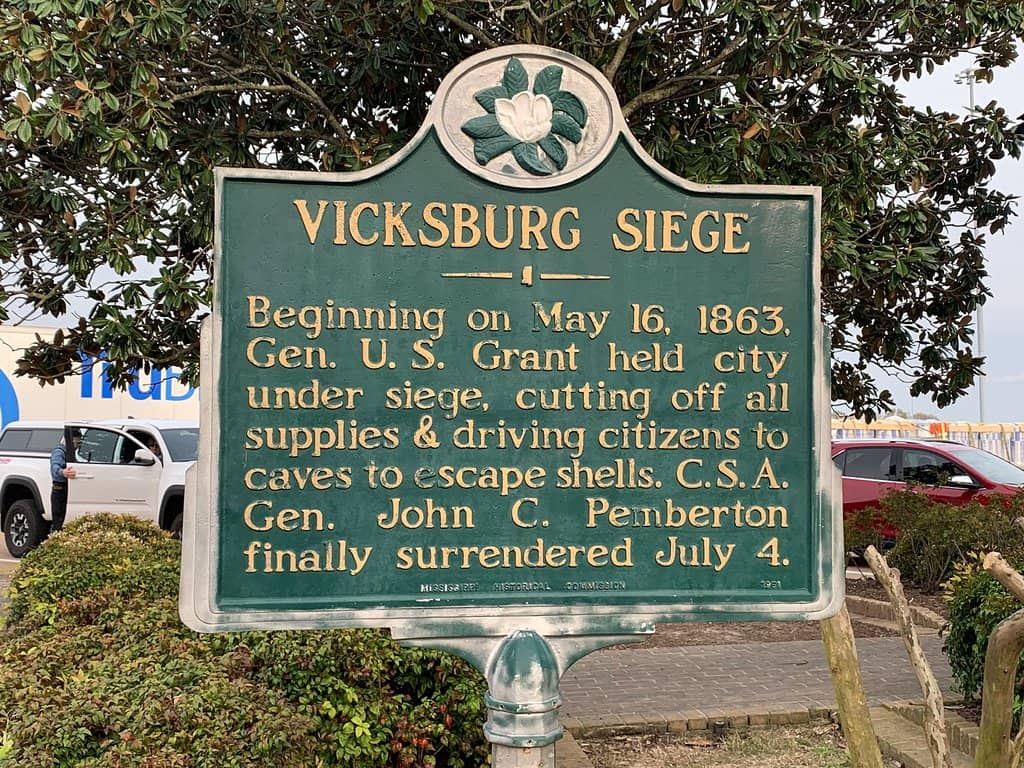 VICKSBURG SIEGE
Beginning on May 16, 1863,
Gen. U. S. Grant held city
under siege, cutting off all
supplies & driving citizens to
caves to escape shells. C.S.A.
Gen. John C. Pemberton
finally surrendered July 4.
MISSISSIPPI HISTORICAL COMMISSION